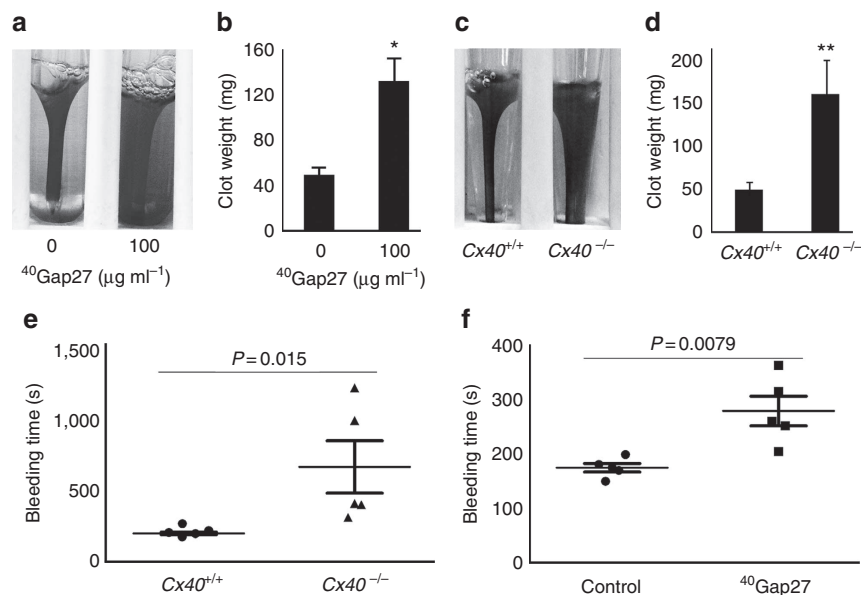 a
0
100
⁴⁰Gap27 (μg ml⁻¹)
b
Clot weight (mg)
160
120
80
40
0
*
0
100
⁴⁰Gap27 (μg ml⁻¹)
c
Cx40⁺/⁺
Cx40⁻/⁻
d
Clot weight (mg)
200
150
100
50
0
**
Cx40⁺/⁺
Cx40⁻/⁻
e
Bleeding time (s)
1,500
1,000
500
0
P = 0.015
Cx40⁺/⁺
Cx40⁻/⁻
f
Bleeding time (s)
400
300
200
100
0
P = 0.0079
Control
⁴⁰Gap27